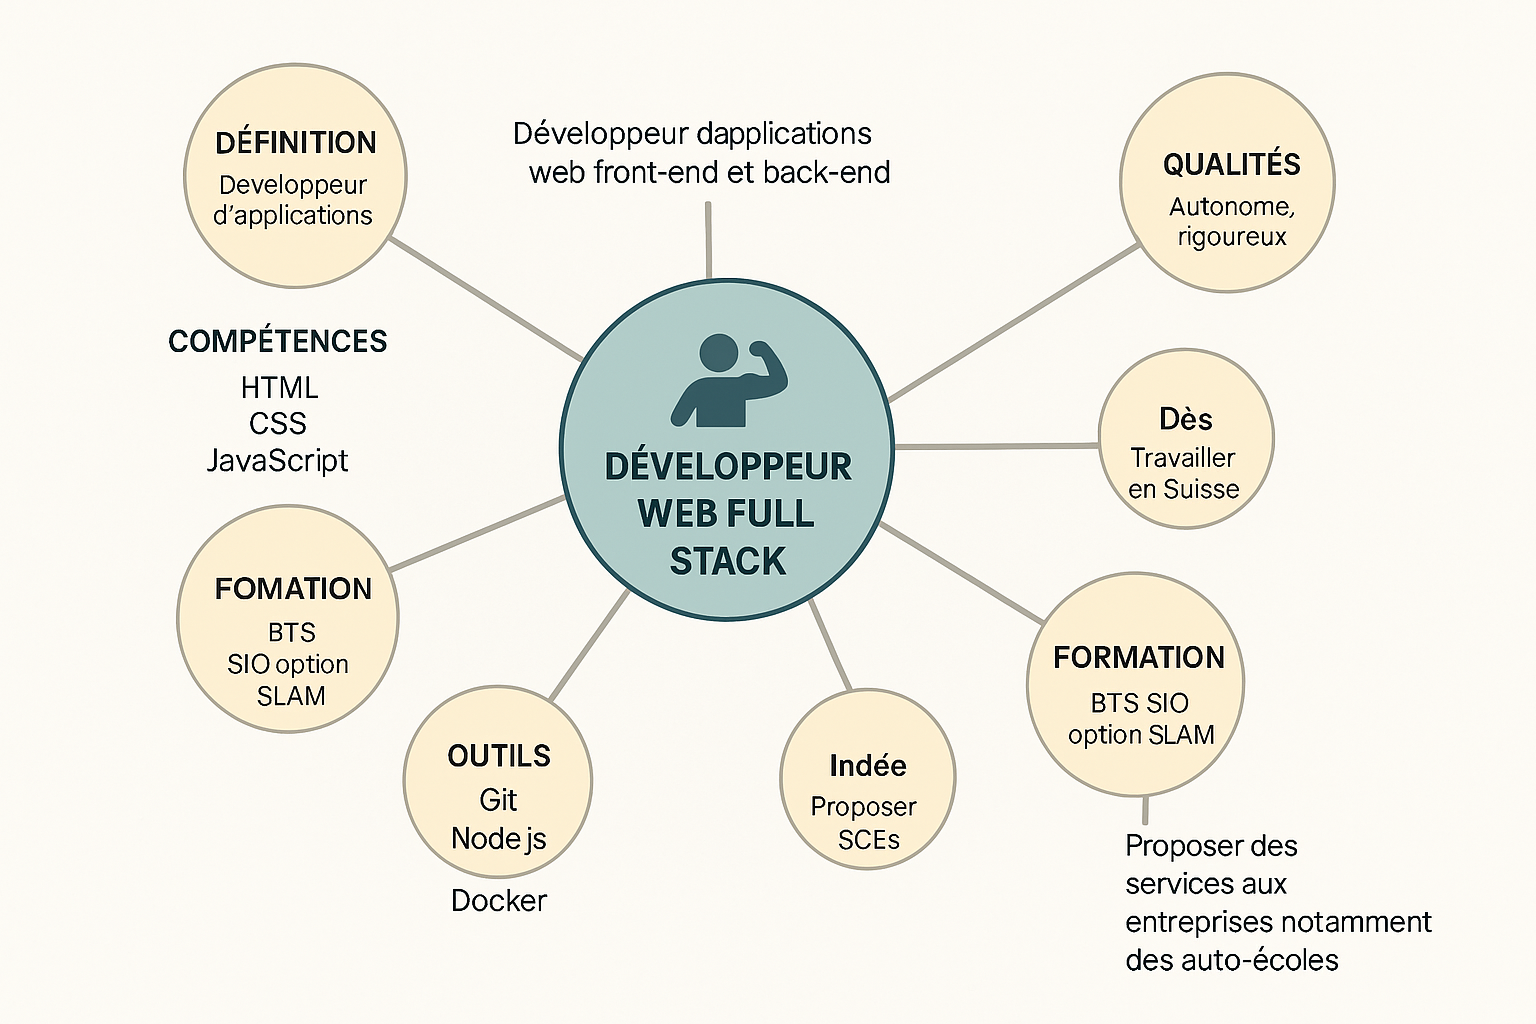 DÉFINITION
Developpeur
d'applications
Développeur dapplications
web front-end et back-end
QUALITÉS
Autonome,
rigoureux
COMPÉTENCES
HTML
CSS
JavaScript
DÉVELOPPEUR
WEB FULL
STACK
Dès
Travailler
en Suisse
FOMATION
BTS
SIO option
SLAM
OUTILS
Git
Node js
Docker
Indée
Proposer
SCEs
FORMATION
BTS SIO
option SLAM
Proposer des
services aux
entreprises notamment
des auto-écoles